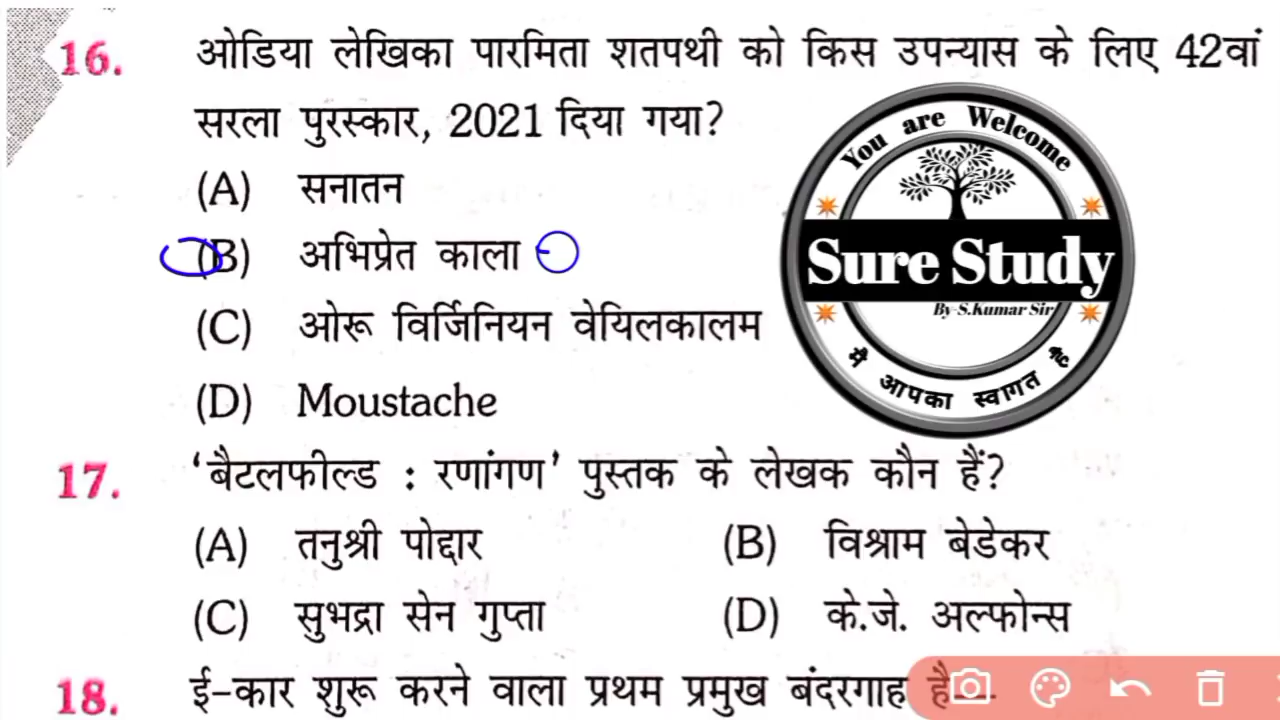 16. ओडिया लेखिका पारमिता शतपथी को किस उपन्यास के लिए 42वां
सरला पुरस्कार, 2021 दिया गया?
(A) सनातन
(B) अभिप्रेत काला
(C) ओरू विर्जिनियन वेयिलकालम
(D) Moustache
You are Welcome
Sure Study
By-S.Kumar Sir
मैं आपका स्वागत है
17. ‘बैटलफील्ड : रणांगण’ पुस्तक के लेखक कौन हैं?
(A) तनुश्री पोद्दार (B) विश्राम बेडेकर
(C) सुभद्रा सेन गुप्ता (D) के.जे. अल्फोन्स
18. ई-कार शुरू करने वाला प्रथम प्रमुख बंदरगाह है—